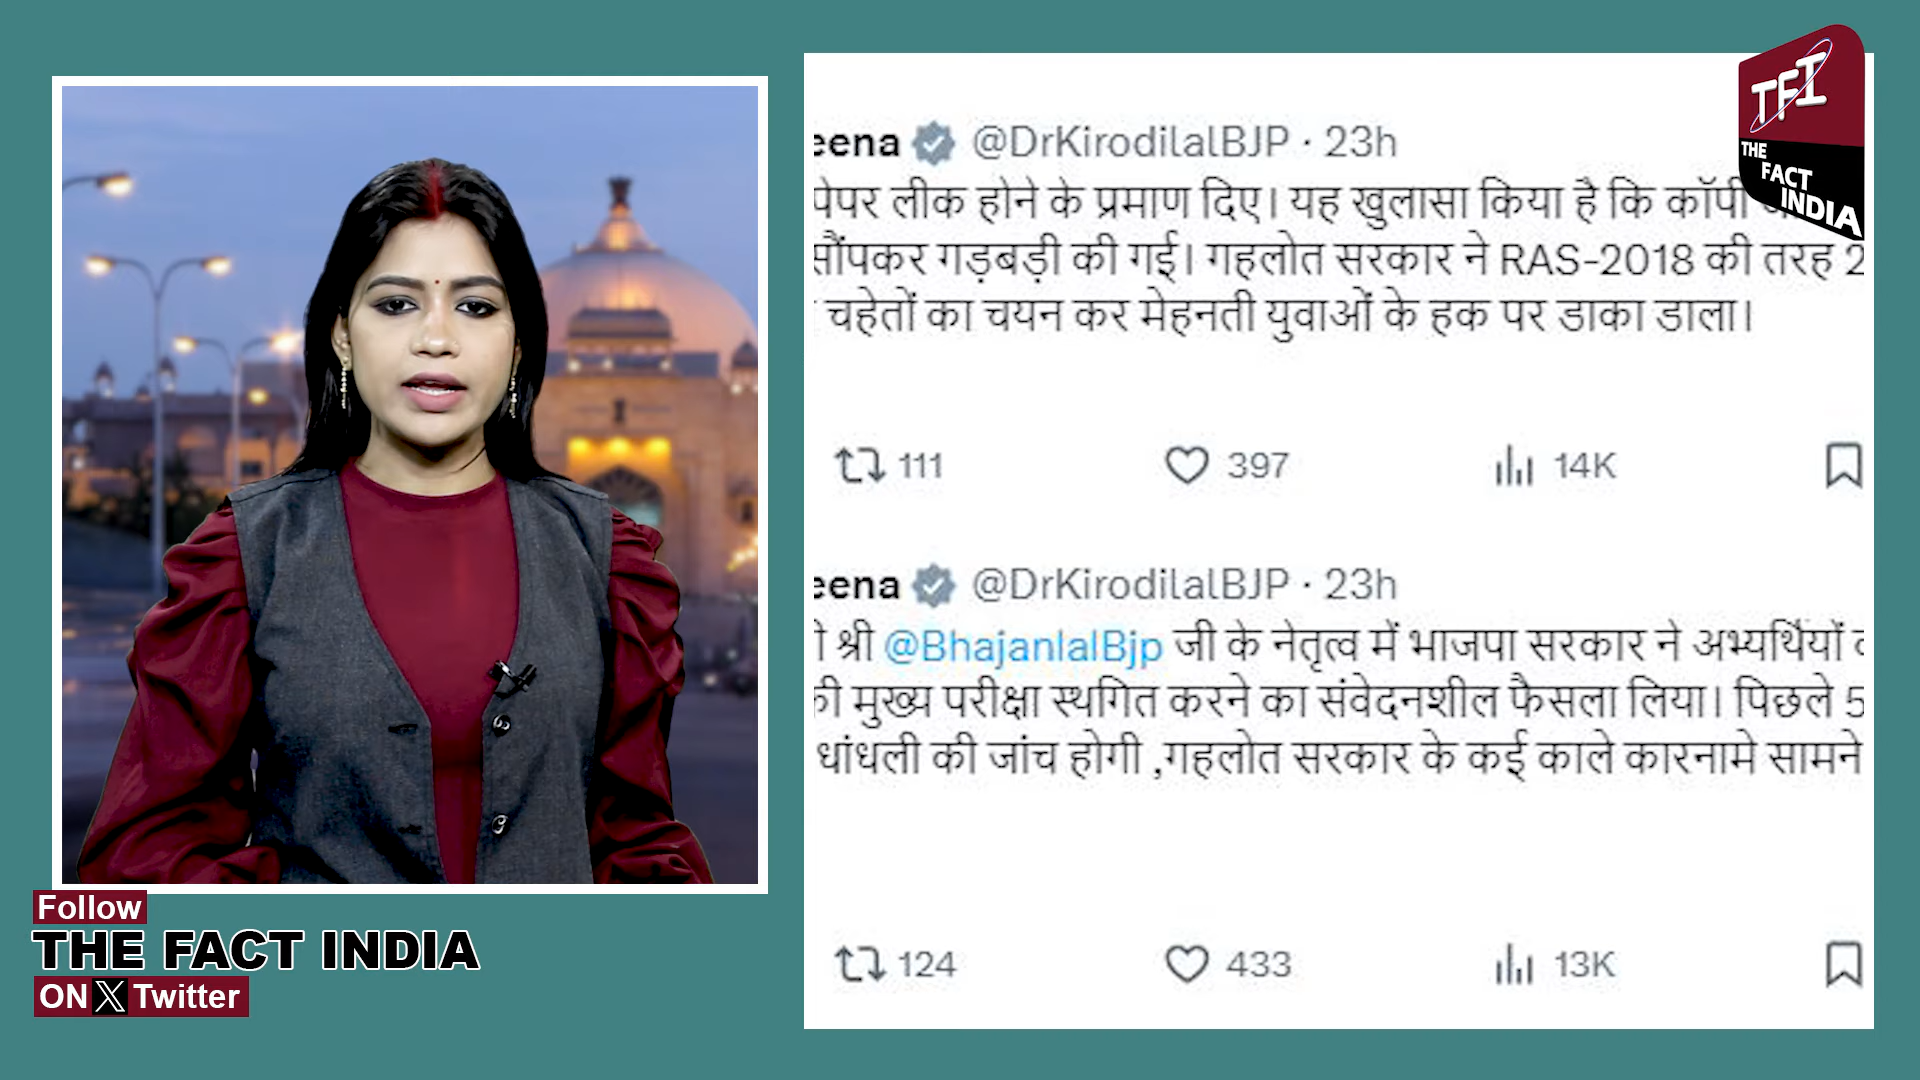 eena @DrKirodilalBJP · 23h
पेपर लीक होने के प्रमाण दिए। यह खुलासा किया है कि कॉपी
सौंपकर गड़बड़ी की गई। गहलोत सरकार ने RAS-2018 की तरह 2
चहेतों का चयन कर मेहनती युवाओं के हक पर डाका डाला।
111 397 14K
eena @DrKirodilalBJP · 23h
श्री @BhajanlalBjp जी के नेतृत्व में भाजपा सरकार ने अभ्यर्थियों
की मुख्य परीक्षा स्थगित करने का संवेदनशील फैसला लिया। पिछले 5
धांधली की जांच होगी ,गहलोत सरकार के कई काले कारनामे सामने
124 433 13K
TFI
THE
FACT
INDIA
Follow
THE FACT INDIA
ON X Twitter